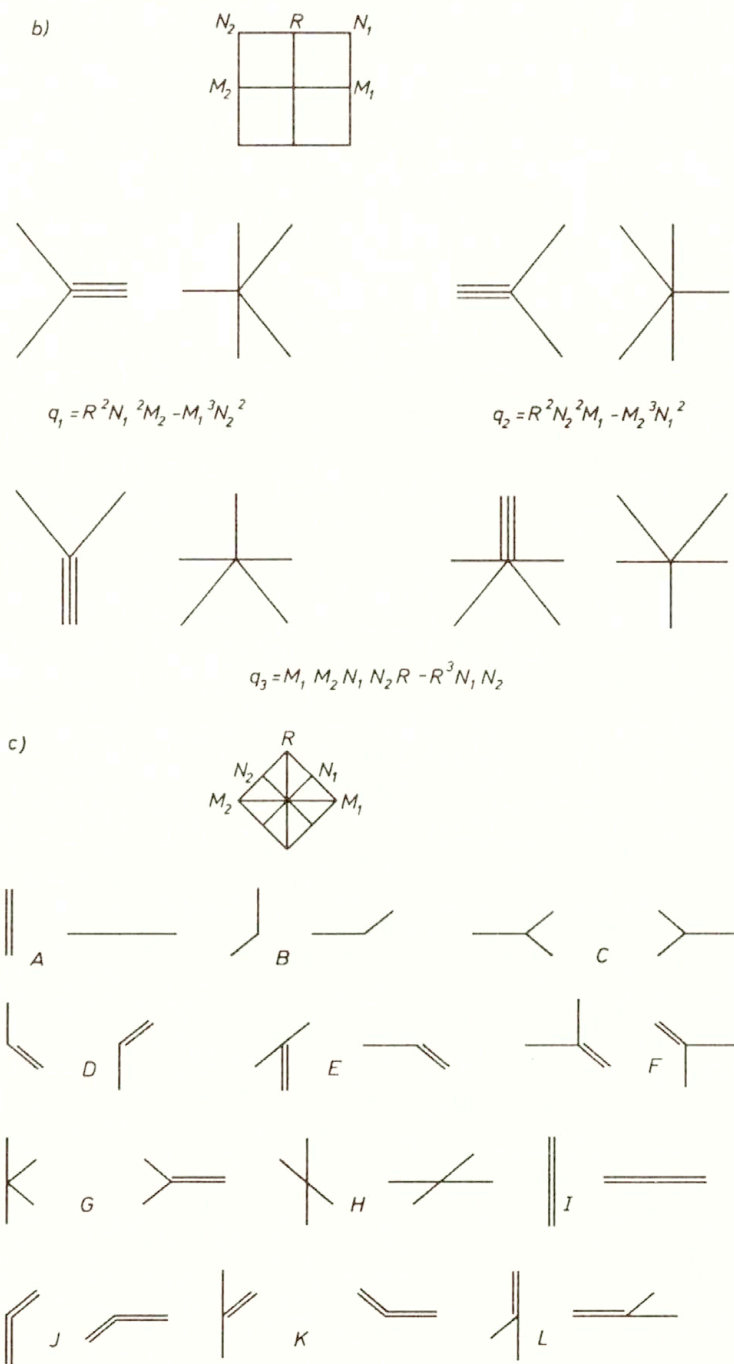 b)
N₂ R N₁
M₂ M₁
q₁ = R²N₁²M₂ – M₁³N₂²
q₂ = R²N₂²M₁ – M₂³N₁²
q₃ = M₁ M₂ N₁ N₂ R – R³N₁ N₂
c)
R
N₂ N₁
M₂ M₁
A B C
D E F
G H I
J K L